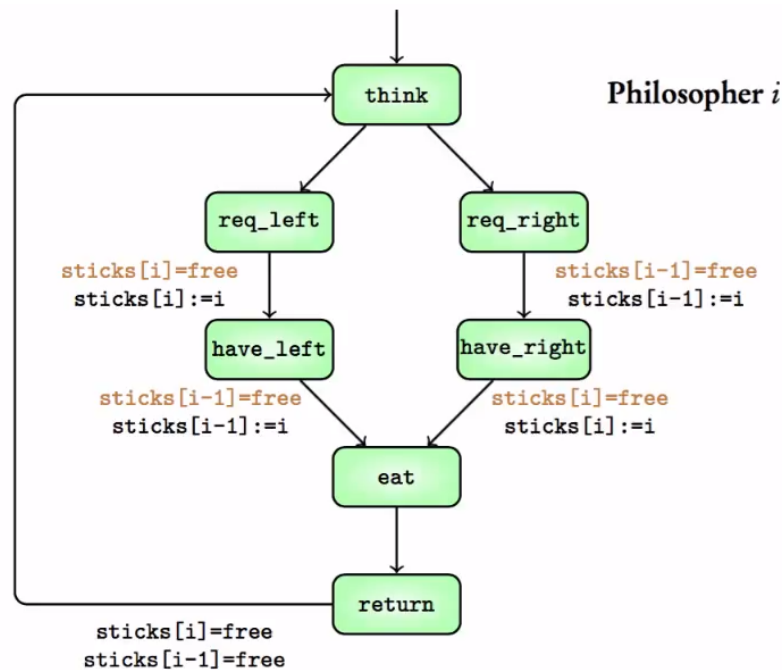 think
Philosopher i
req_left
req_right
sticks[i]=free
sticks[i]:=i
sticks[i-1]=free
sticks[i-1]:=i
have_left
have_right
sticks[i-1]=free
sticks[i-1]:=i
sticks[i]=free
sticks[i]:=i
eat
return
sticks[i]=free
sticks[i-1]=free